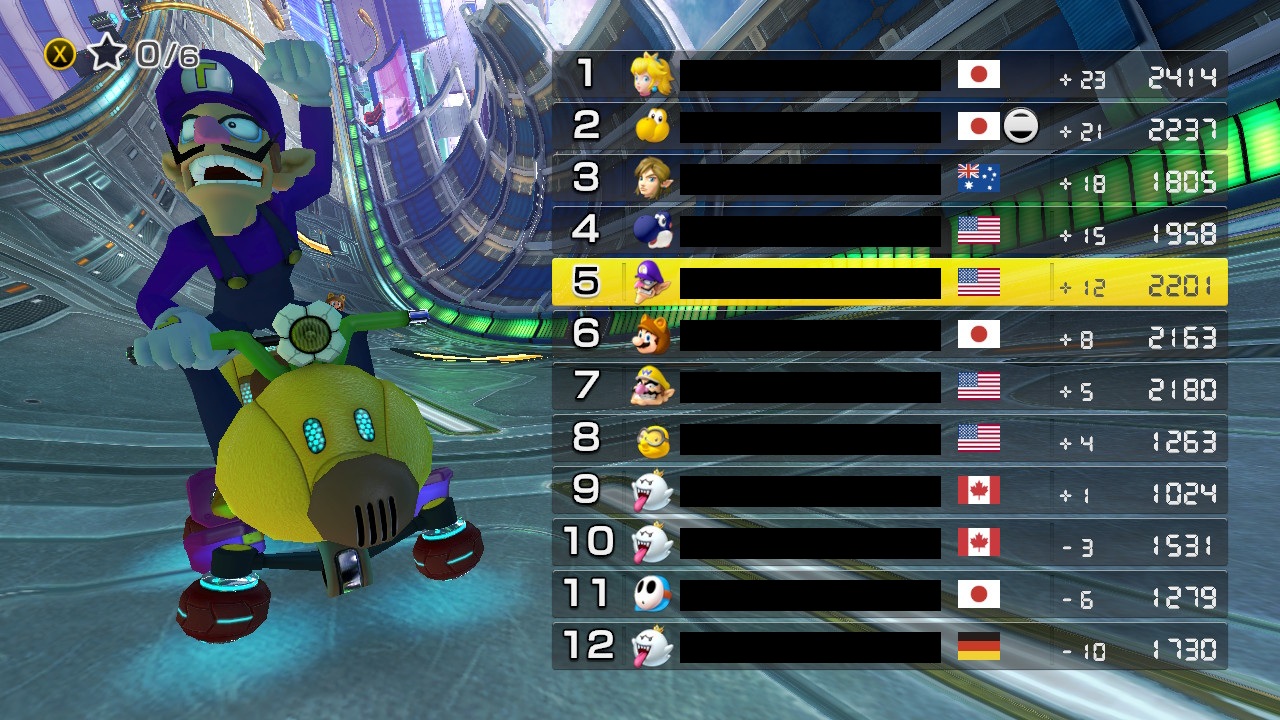 X 0/6
1 + 23 2414
2 + 21 2237
3 + 18 1805
4 + 15 1958
5 + 12 2201
6 + 8 2163
7 + 5 2180
8 + 4 1263
9 + 1 1024
10 - 3 1531
11 - 6 1279
12 - 10 1730